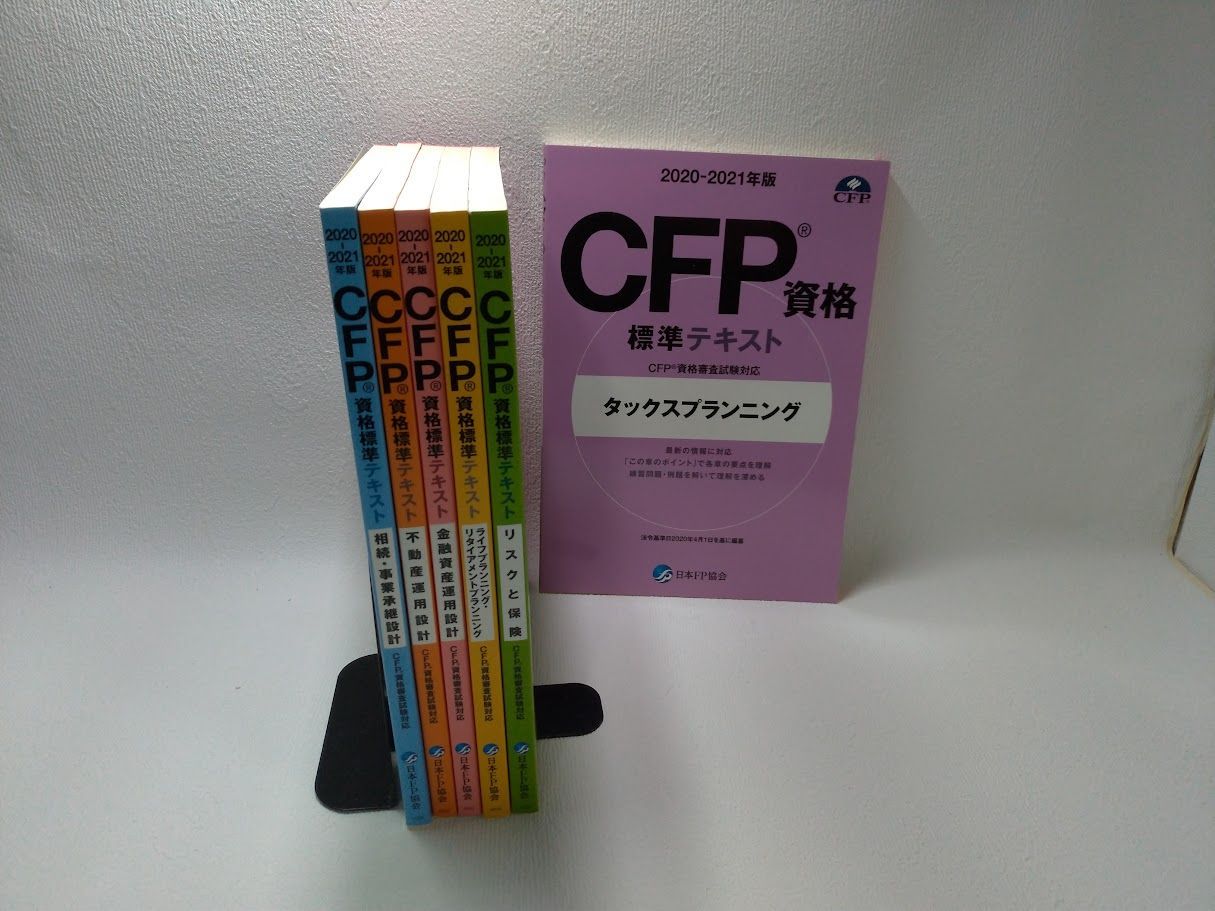 2020-2021年版
CFP®資格標準テキスト
相続・事業承継設計
CFP®資格審査試験対応
日本FP協会
2020-2021年版
CFP®資格標準テキスト
不動産運用設計
CFP®資格審査試験対応
日本FP協会
2020-2021年版
CFP®資格標準テキスト
金融資産運用設計
CFP®資格審査試験対応
日本FP協会
2020-2021年版
CFP®資格標準テキスト
ライフプランニング・
リタイアメントプランニング
CFP®資格審査試験対応
日本FP協会
2020-2021年版
CFP®資格標準テキスト
リスクと保険
CFP®資格審査試験対応
日本FP協会
2020-2021年版
CFP
CFP®資格
標準テキスト
CFP®資格審査試験対応
タックスプランニング
最新の情報に対応
「この章のポイント」で各章の要点を理解
練習問題・例題を解いて理解を深める
法令基準日2020年4月1日を基に編纂
日本FP協会